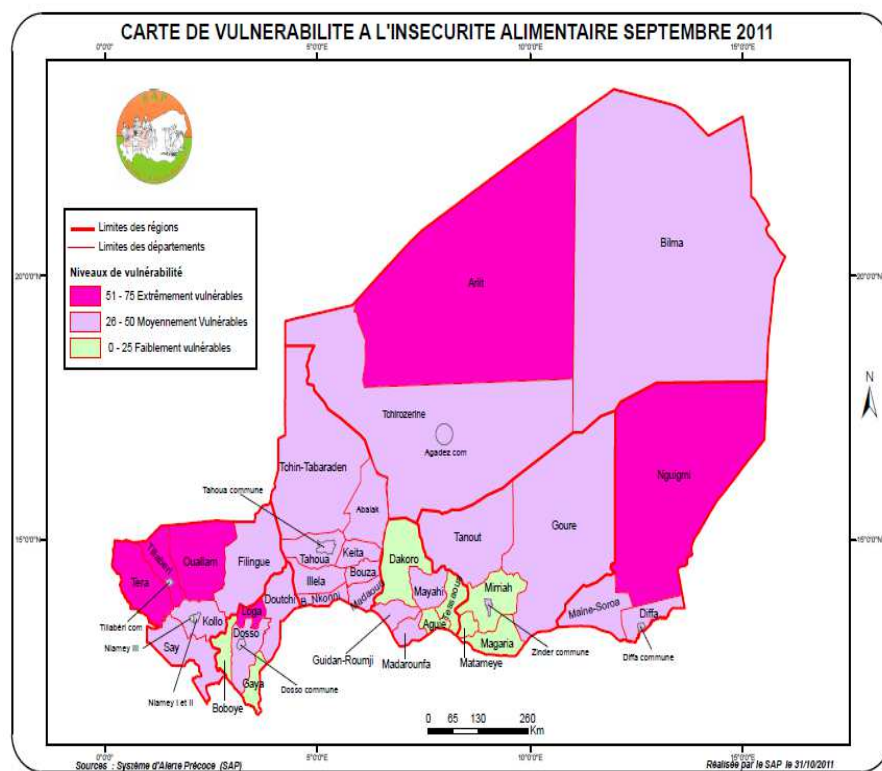 CARTE DE VULNERABILITE A L'INSECURITE ALIMENTAIRE SEPTEMBRE 2011
0°0'0"
5°0'0"E
10°0'0"E
15°0'0"E
Limites des régions
Limites des départements
Niveaux de vulnérabilité
51 - 75 Extrêmement vulnérables
26 - 50 Moyennement Vulnérables
0 - 25 Faiblement vulnérables
20°0'0"N
20°0'0"N
Bilma
Arlit
N
Tchirozerine
Agadez com
Tchin-Tabaraden
Nguigmi
Tahoua commune
Abalak
15°0'0"N
15°0'0"N
Tanout
Goure
Tillabéri
Ouallam
Filingue
Tahoua
Keita
Dakoro
Tera
Illela
Bouza
Mayahi
Tessaoua
Mirriah
Doutchi
B. Nkonni
Madaoua
Tillabéri com
Loga
Maine-Soroa
Diffa
Kollo
Dosso
Aguie
Magaria
Say
Niamey III
Guidan-Roumji
Madarounfa
Matameye
Zinder commune
Diffa commune
Gaya
Niamey I et II
Boboye
Dosso commune
0 65 130 260
Km
0°0'0"
5°0'0"E
10°0'0"E
15°0'0"E
Sources : Système d'Alerte Précoce (SAP)
Réalisée par le SAP le 31/10/2011